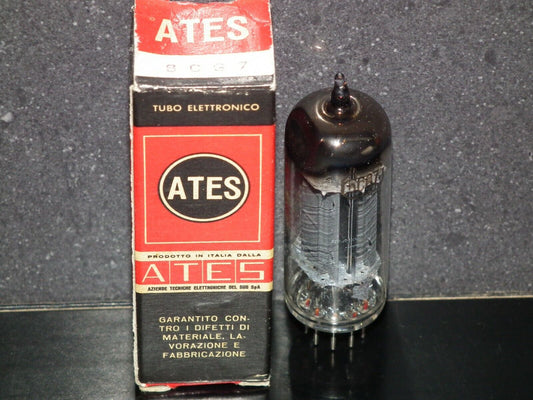 ATES
8CG7
TUBO ELETTRONICO
ATES
PRODOTTO IN ITALIA DALLA
ATES
AZIENDE TECNICHE ELETTRONICHE DEL SUD SpA
GARANTITO CON-
TRO I DIFETTI DI
MATERIALE, LA-
VORAZIONE E
FABBRICAZIONE